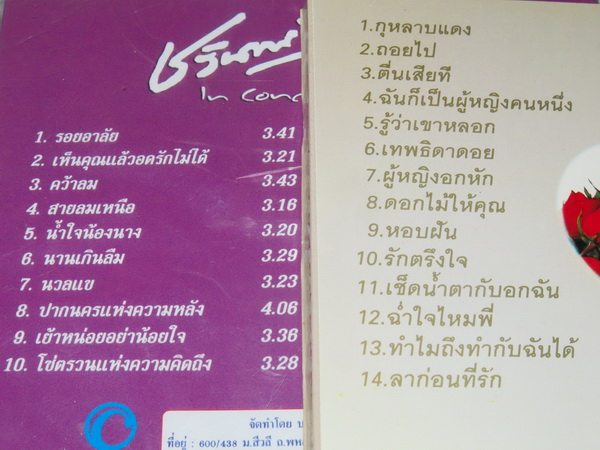 ชรินทร์
In Conc
1. รอยอาลัย 3.41
2. เห็นคุณแล้วอดรักไม่ได้ 3.21
3. คว้าลม 3.43
4. สายลมเหนือ 3.16
5. น้ำใจน้องนาง 3.20
6. นานเกินลืม 3.29
7. นวลแข 3.23
8. ปากนครแห่งความหลัง 4.06
9. เย้าหน่อยอย่าน้อยใจ 3.36
10. โซ่ตรวนแห่งความคิดถึง 3.28
จัดทำโดย บ
ที่อยู่ : 600/438 ม.สีวลี ถ.พห
1.กุหลาบแดง
2.ถอยไป
3.ตื่นเสียที
4.ฉันก็เป็นผู้หญิงคนหนึ่ง
5.รู้ว่าเขาหลอก
6.เทพธิดาดอย
7.ผู้หญิงอกหัก
8.ดอกไม้ให้คุณ
9.หอบฝัน
10.รักตรึงใจ
11.เช็ดน้ำตากับอกฉัน
12.ฉ่ำใจไหมพี่
13.ทำไมถึงทำกับฉันได้
14.ลาก่อนที่รัก